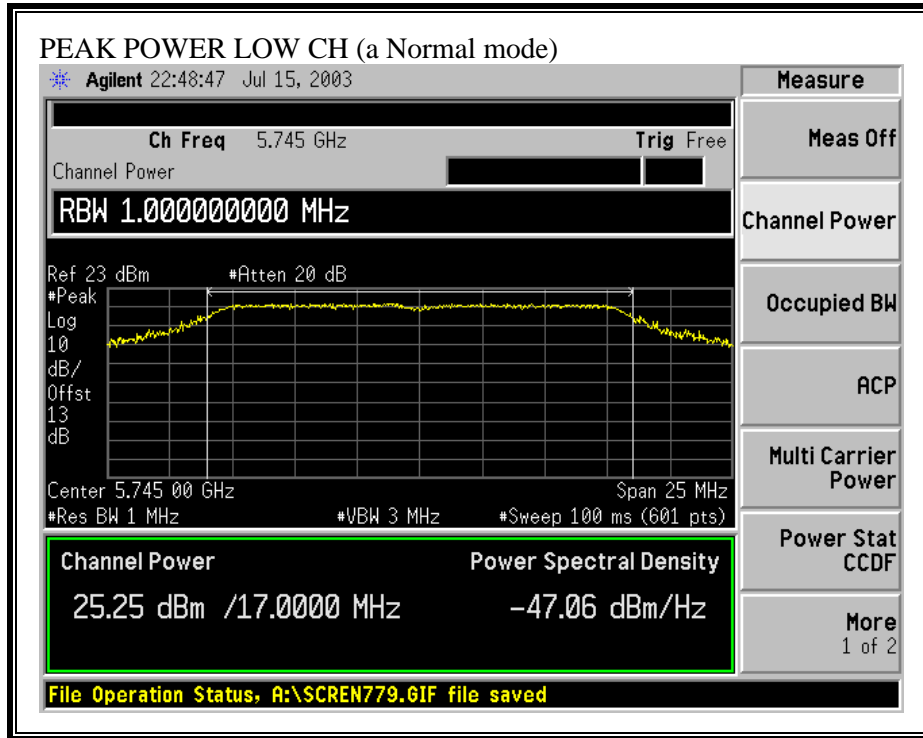 PEAK POWER LOW CH (a Normal mode)
Agilent 22:48:47 Jul 15, 2003
Measure
Ch Freq 5.745 GHz Trig Free
Channel Power
RBW 1.000000000 MHz
Ref 23 dBm #Atten 20 dB
#Peak
Log
10
dB/
Offst
13
dB
Center 5.745 00 GHz Span 25 MHz
#Res BW 1 MHz #VBW 3 MHz #Sweep 100 ms (601 pts)
Channel Power Power Spectral Density
25.25 dBm /17.0000 MHz -47.06 dBm/Hz
File Operation Status, A:\SCREN779.GIF file saved
Meas Off
Channel Power
Occupied BW
ACP
Multi Carrier
Power
Power Stat
CCDF
More
1 of 2